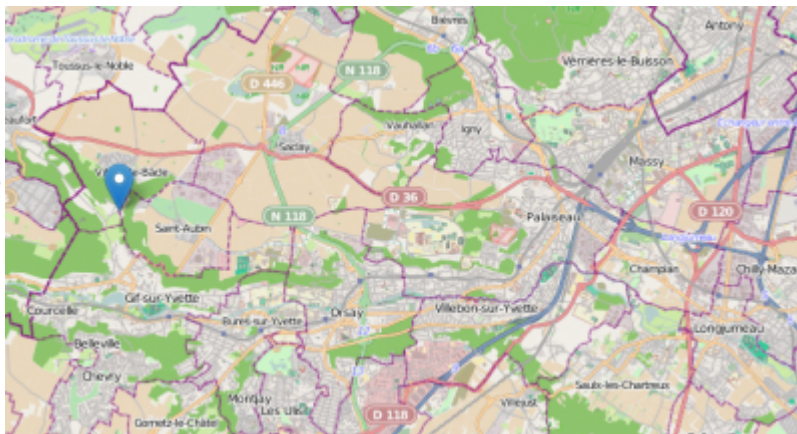 Bièvres
Antony
Toussus-le-Noble
Verrières-le-Buisson
N 118
D 446
Vauhallan
Igny
Saclay
Massy
D 36
N 118
D 120
Palaiseau
Saint-Aubin
Champlan
Chilly-Maza
Gif-sur-Yvette
Courcelle
Orsay
Villebon-sur-Yvette
Bures-sur-Yvette
Longjumeau
Belleville
Chevry
Saulx-les-Chartreux
Les Ulis
Villejust
D 118
Gometz-le-Châte